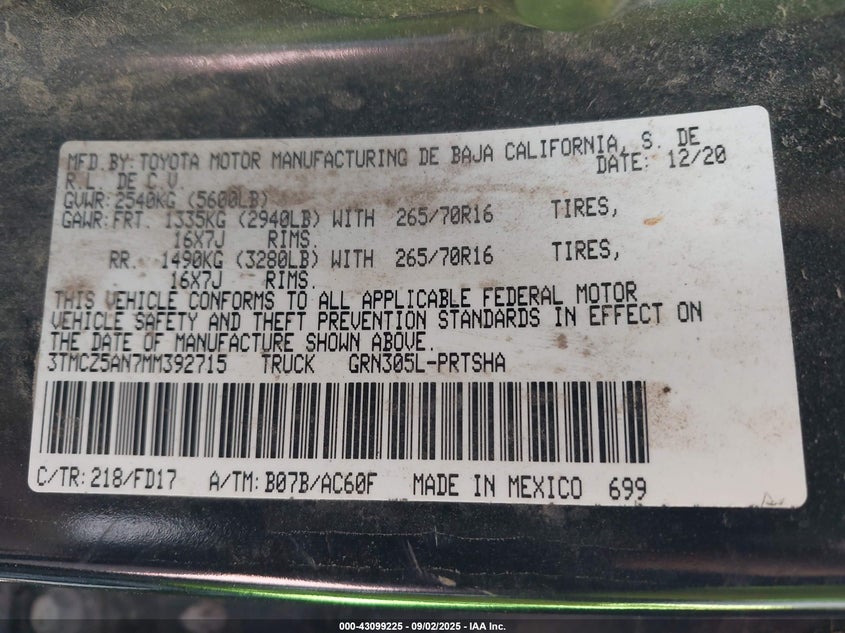 MFD.BY:TOYOTA MOTOR MANUFACTURING DE BAJA CALIFORNIA, S. DE
R.L. DE C.V. DATE: 12/20
GVWR:2540KG (5600LB)
GAWR:FRT. 1335KG (2940LB) WITH 265/70R16 TIRES,
16X7J RIMS.
RR. 1490KG (3280LB) WITH 265/70R16 TIRES,
16X7J RIMS.
THIS VEHICLE CONFORMS TO ALL APPLICABLE FEDERAL MOTOR
VEHICLE SAFETY AND THEFT PREVENTION STANDARDS IN EFFECT ON
THE DATE OF MANUFACTURE SHOWN ABOVE.
3TMCZ5AN7MM392715 TRUCK GRN305L-PRTSHA
C/TR:218/FD17 A/TM:B07B/AC60F MADE IN MEXICO 699
000-43099225 - 09/02/2025 - IAA Inc.